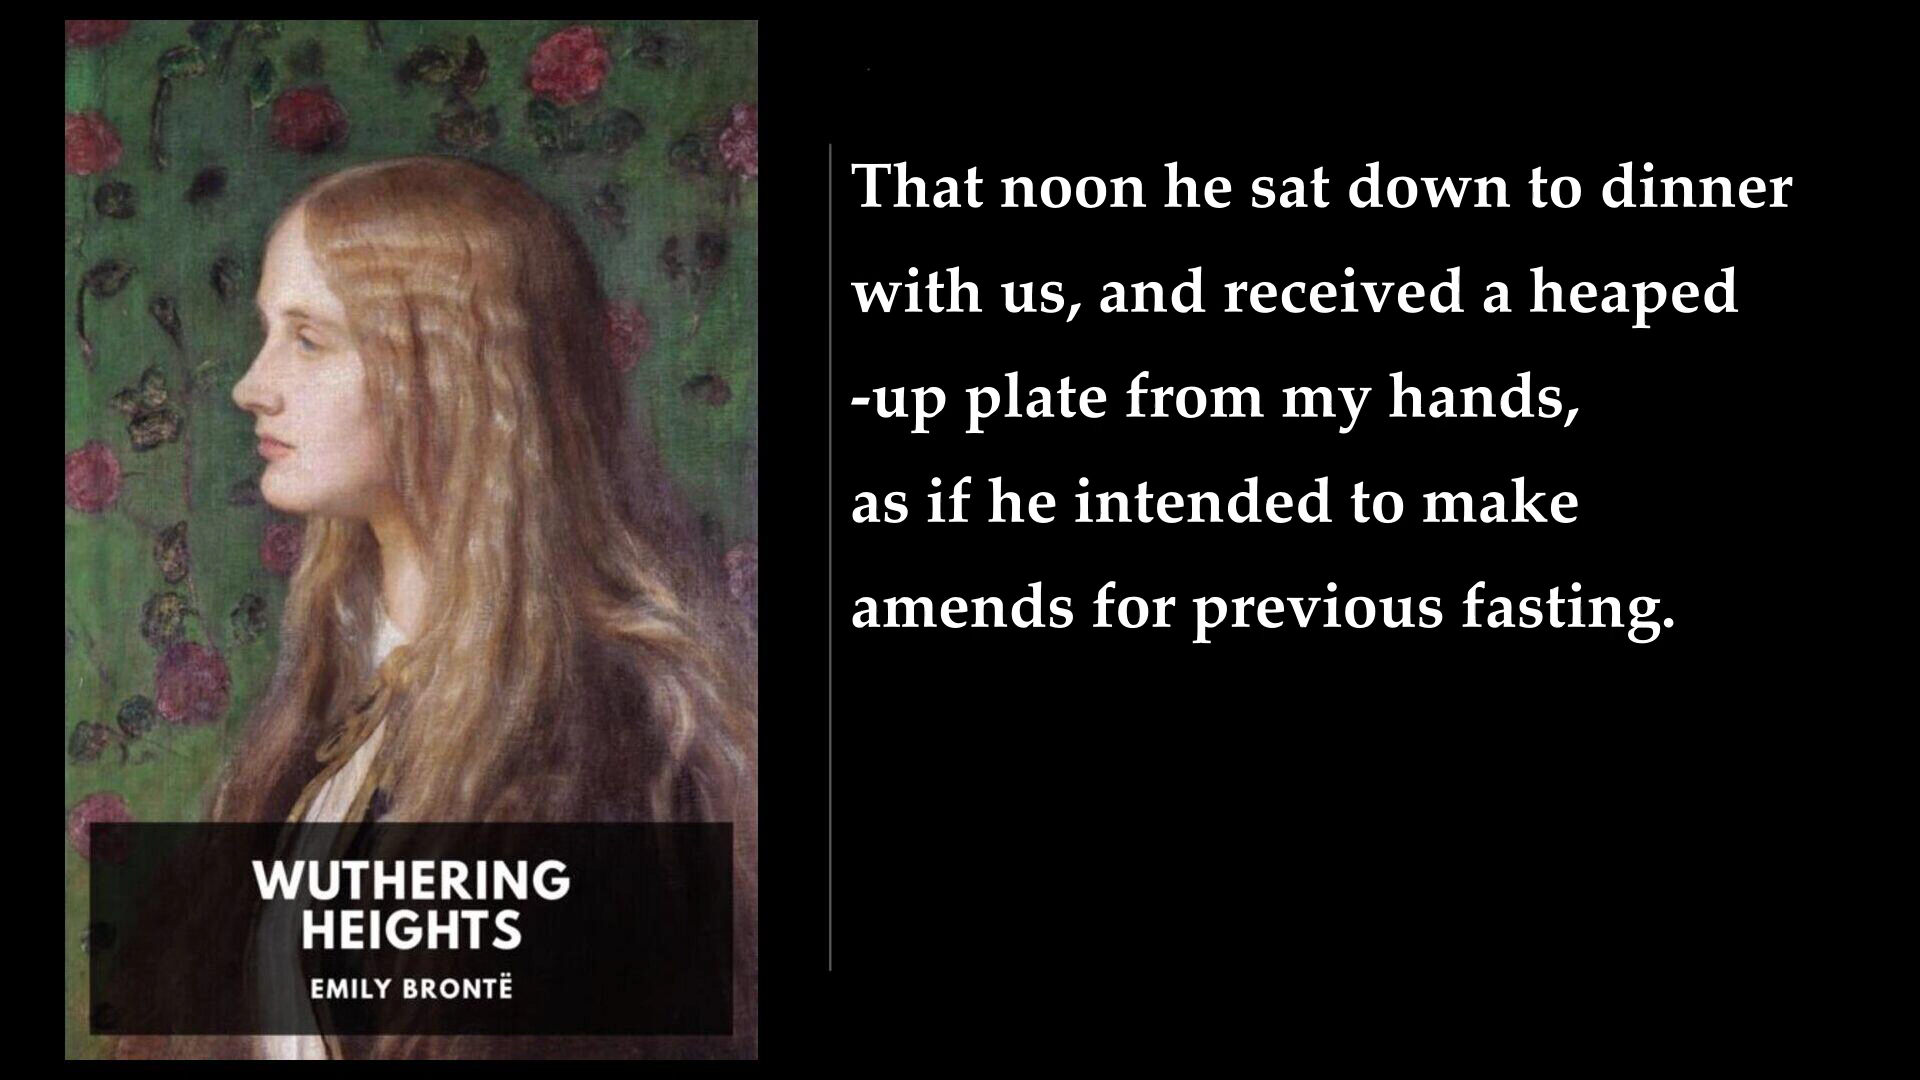 That noon he sat down to dinner
with us, and received a heaped
-up plate from my hands,
as if he intended to make
amends for previous fasting.
WUTHERING
HEIGHTS
EMILY BRONTË